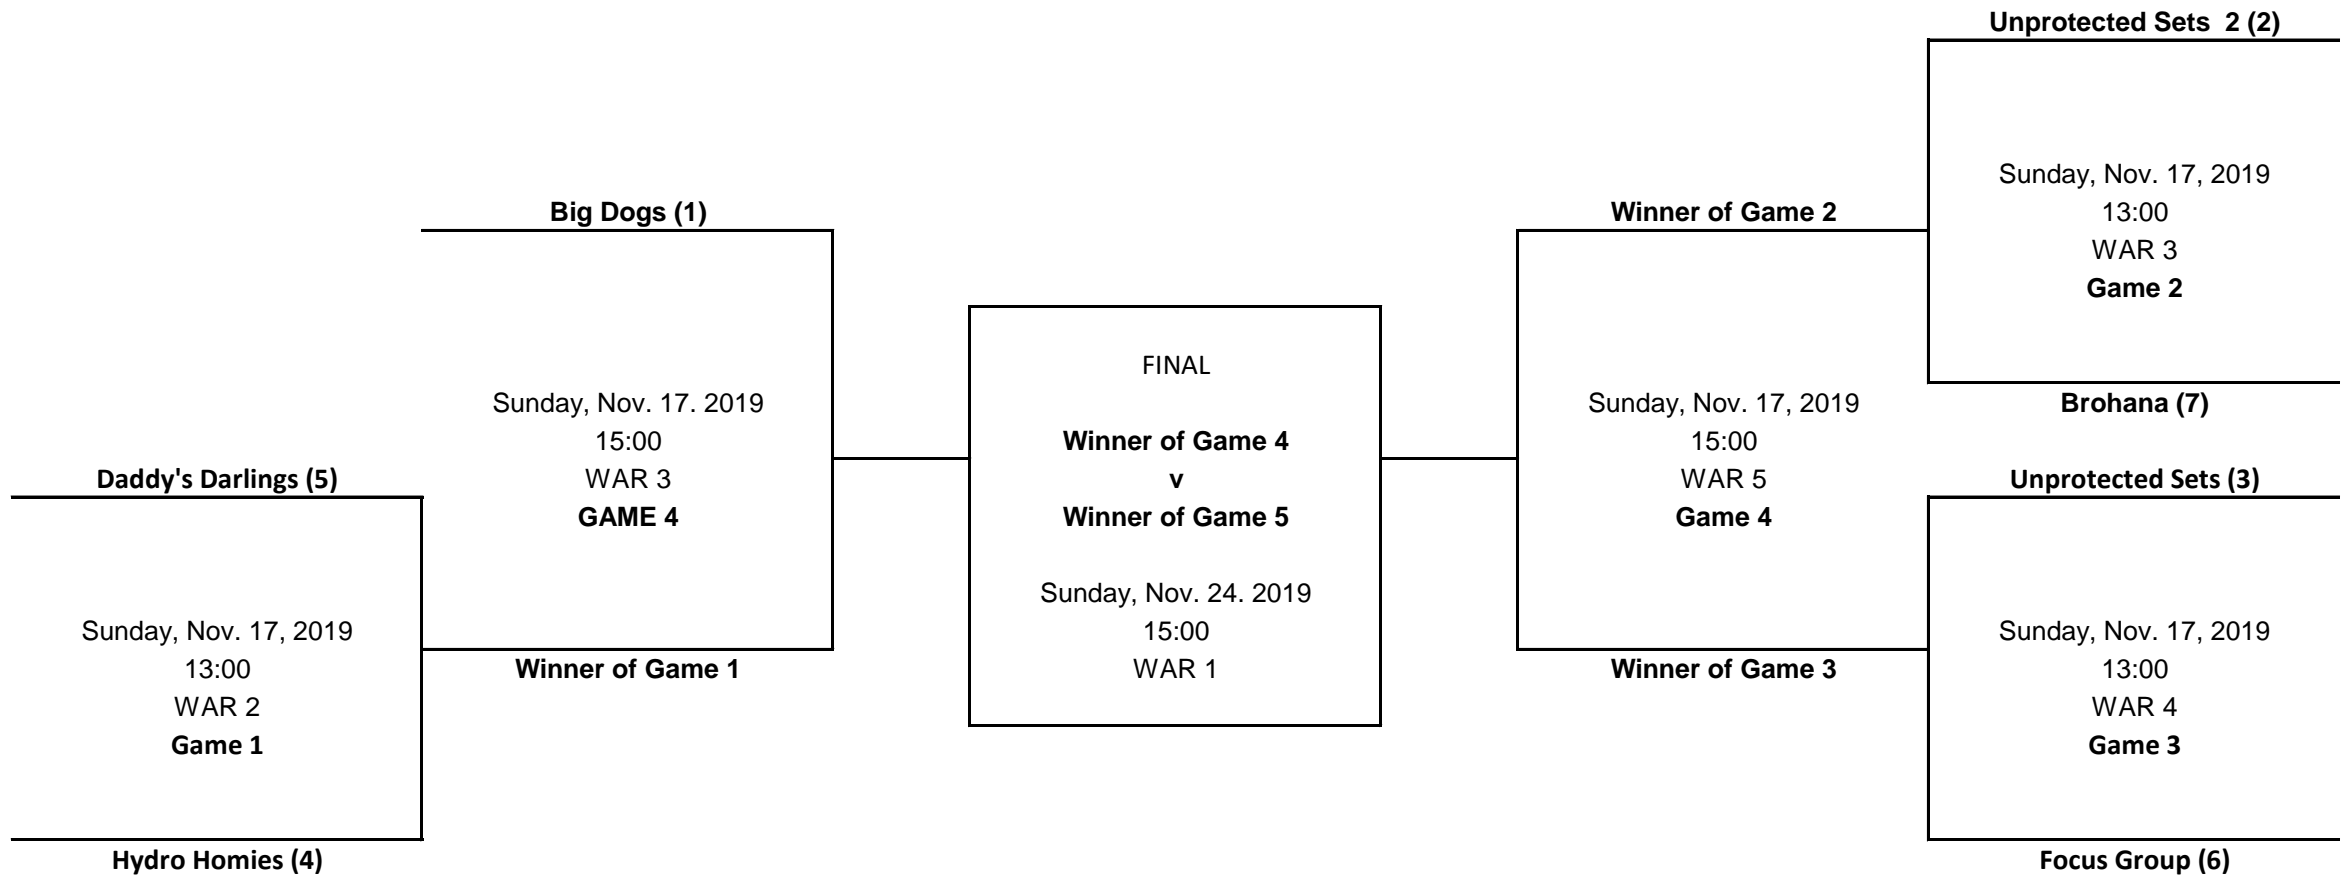 Unprotected Sets  2 (2)
Sunday, Nov. 17, 2019
13:00
WAR 3
Game 2
Brohana (7)
Big Dogs (1)
Sunday, Nov. 17. 2019
15:00
WAR 3
GAME 4
Winner of Game 1
Winner of Game 2
Sunday, Nov. 17, 2019
15:00
WAR 5
Game 4
Winner of Game 3
FINAL
Winner of Game 4
v
Winner of Game 5
Sunday, Nov. 24. 2019
15:00
WAR 1
Daddy's Darlings (5)
Sunday, Nov. 17, 2019
13:00
WAR 2
Game 1
Hydro Homies (4)
Unprotected Sets (3)
Sunday, Nov. 17, 2019
13:00
WAR 4
Game 3
Focus Group (6)